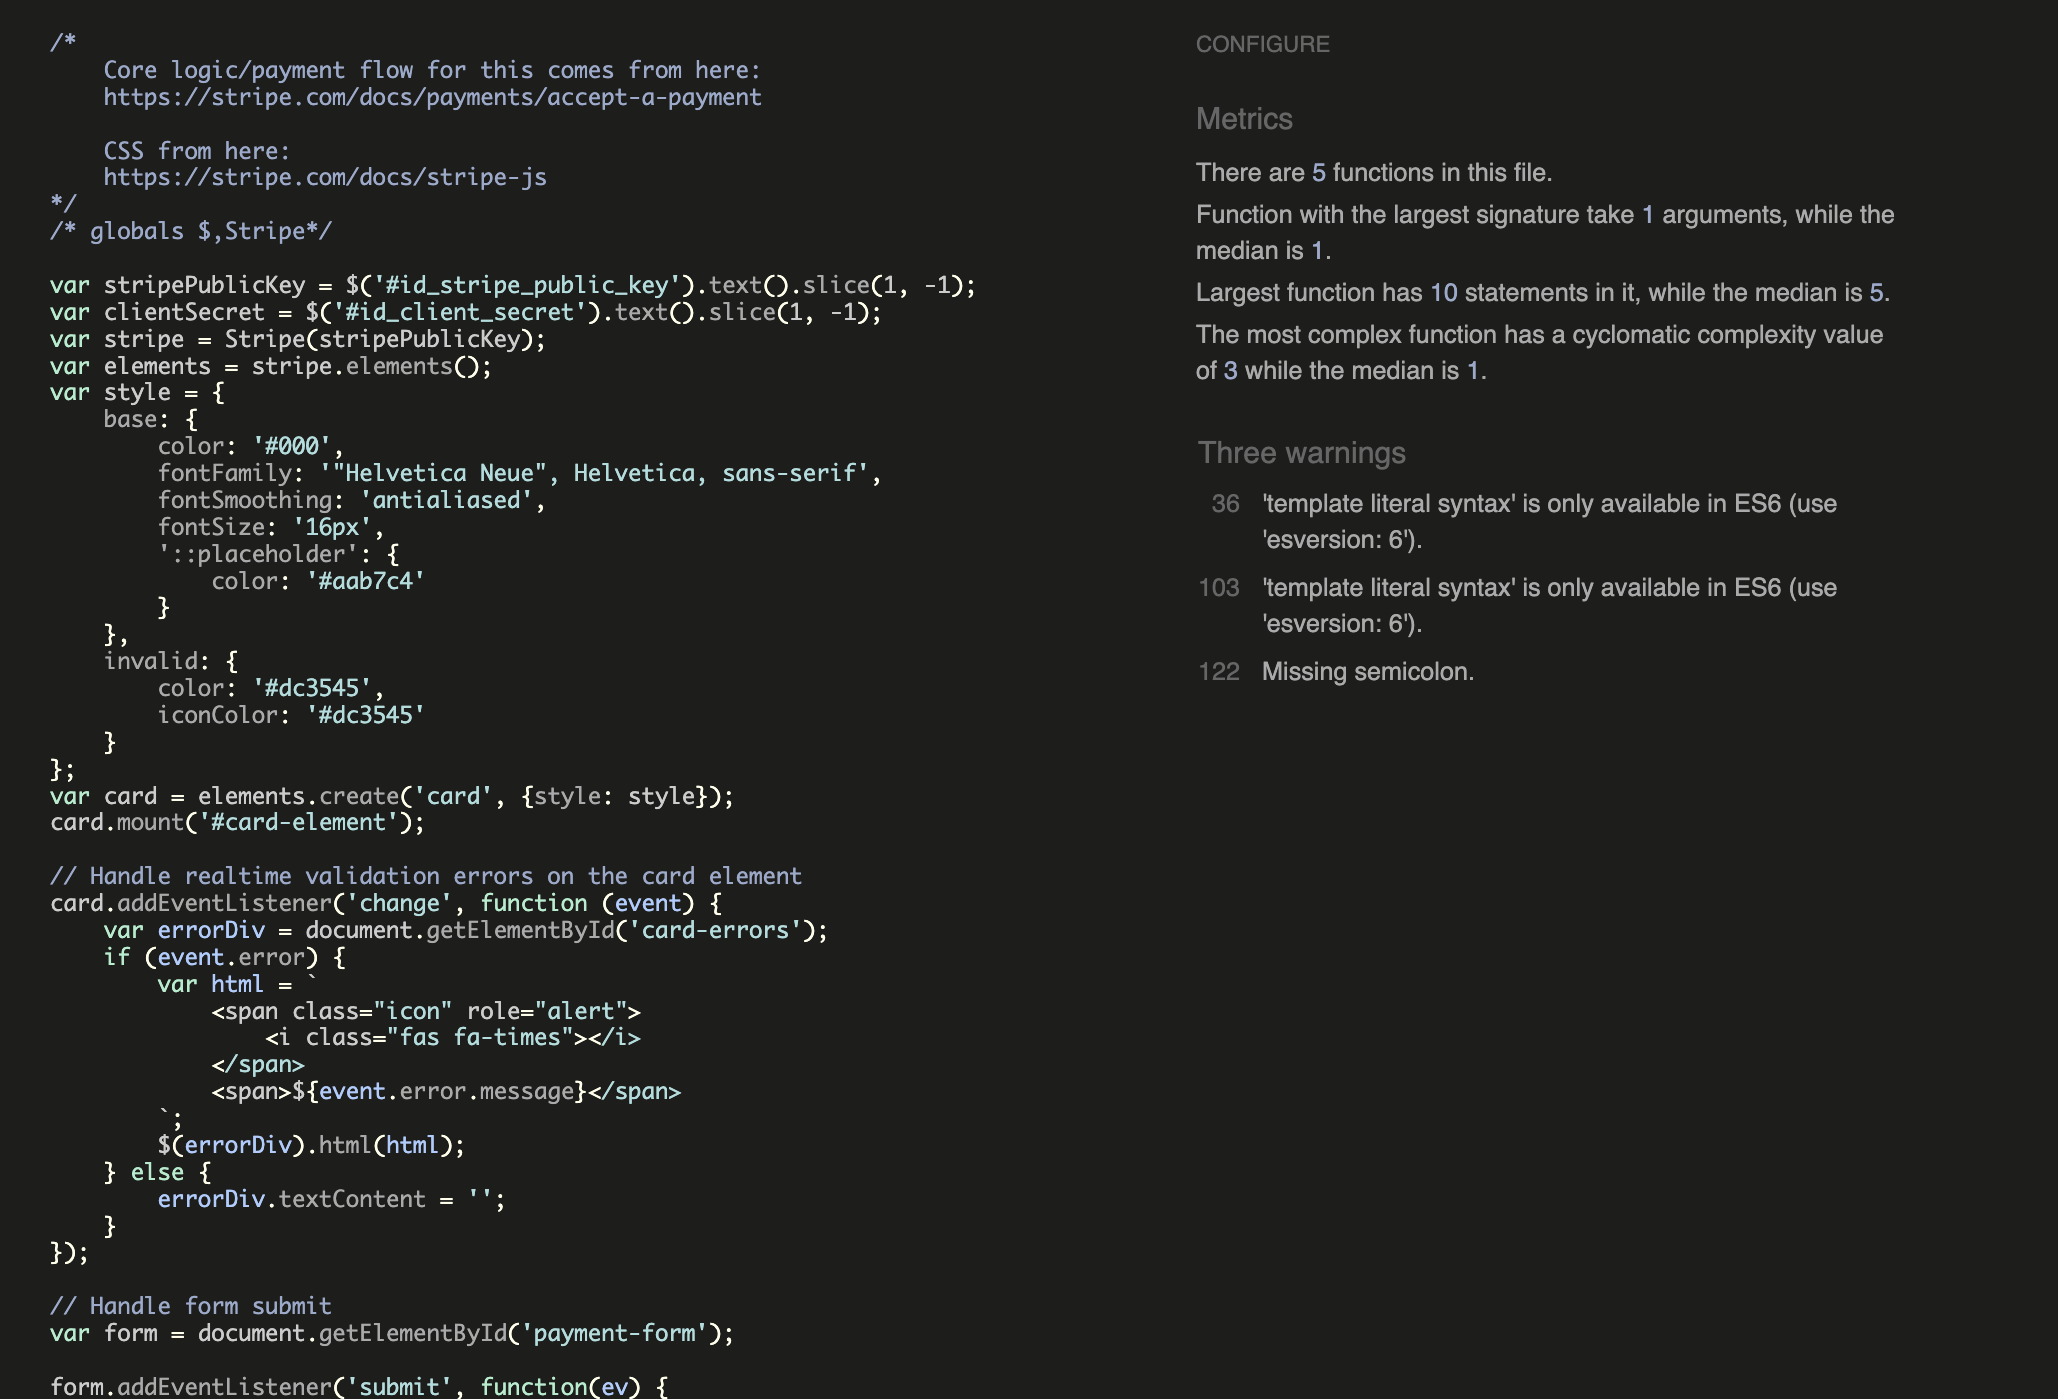 /*
    Core logic/payment flow for this comes from here:
    https://stripe.com/docs/payments/accept-a-payment

    CSS from here:
    https://stripe.com/docs/stripe-js
*/
/* globals $,Stripe*/

var stripePublicKey = $('#id_stripe_public_key').text().slice(1, -1);
var clientSecret = $('#id_client_secret').text().slice(1, -1);
var stripe = Stripe(stripePublicKey);
var elements = stripe.elements();
var style = {
    base: {
        color: '#000',
        fontFamily: '"Helvetica Neue", Helvetica, sans-serif',
        fontSmoothing: 'antialiased',
        fontSize: '16px',
        '::placeholder': {
            color: '#aab7c4'
        }
    },
    invalid: {
        color: '#dc3545',
        iconColor: '#dc3545'
    }
};
var card = elements.create('card', {style: style});
card.mount('#card-element');

// Handle realtime validation errors on the card element
card.addEventListener('change', function (event) {
    var errorDiv = document.getElementById('card-errors');
    if (event.error) {
        var html = `
            <span class="icon" role="alert">
                <i class="fas fa-times"></i>
            </span>
            <span>${event.error.message}</span>
        `;
        $(errorDiv).html(html);
    } else {
        errorDiv.textContent = '';
    }
});

// Handle form submit
var form = document.getElementById('payment-form');

form.addEventListener('submit', function(ev) {
CONFIGURE
Metrics
There are 5 functions in this file.
Function with the largest signature take 1 arguments, while the
median is 1.
Largest function has 10 statements in it, while the median is 5.
The most complex function has a cyclomatic complexity value
of 3 while the median is 1.
Three warnings
36 'template literal syntax' is only available in ES6 (use
'esversion: 6').
103 'template literal syntax' is only available in ES6 (use
'esversion: 6').
122 Missing semicolon.